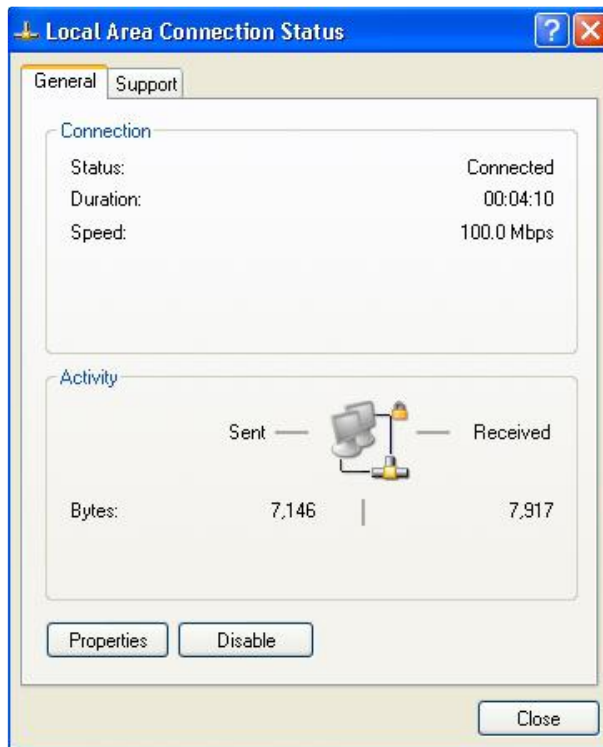 Local Area Connection Status
General Support
Connection
Status: Connected
Duration: 00:04:10
Speed: 100.0 Mbps
Activity
Sent Received
Bytes: 7,146 7,917
Properties Disable
Close